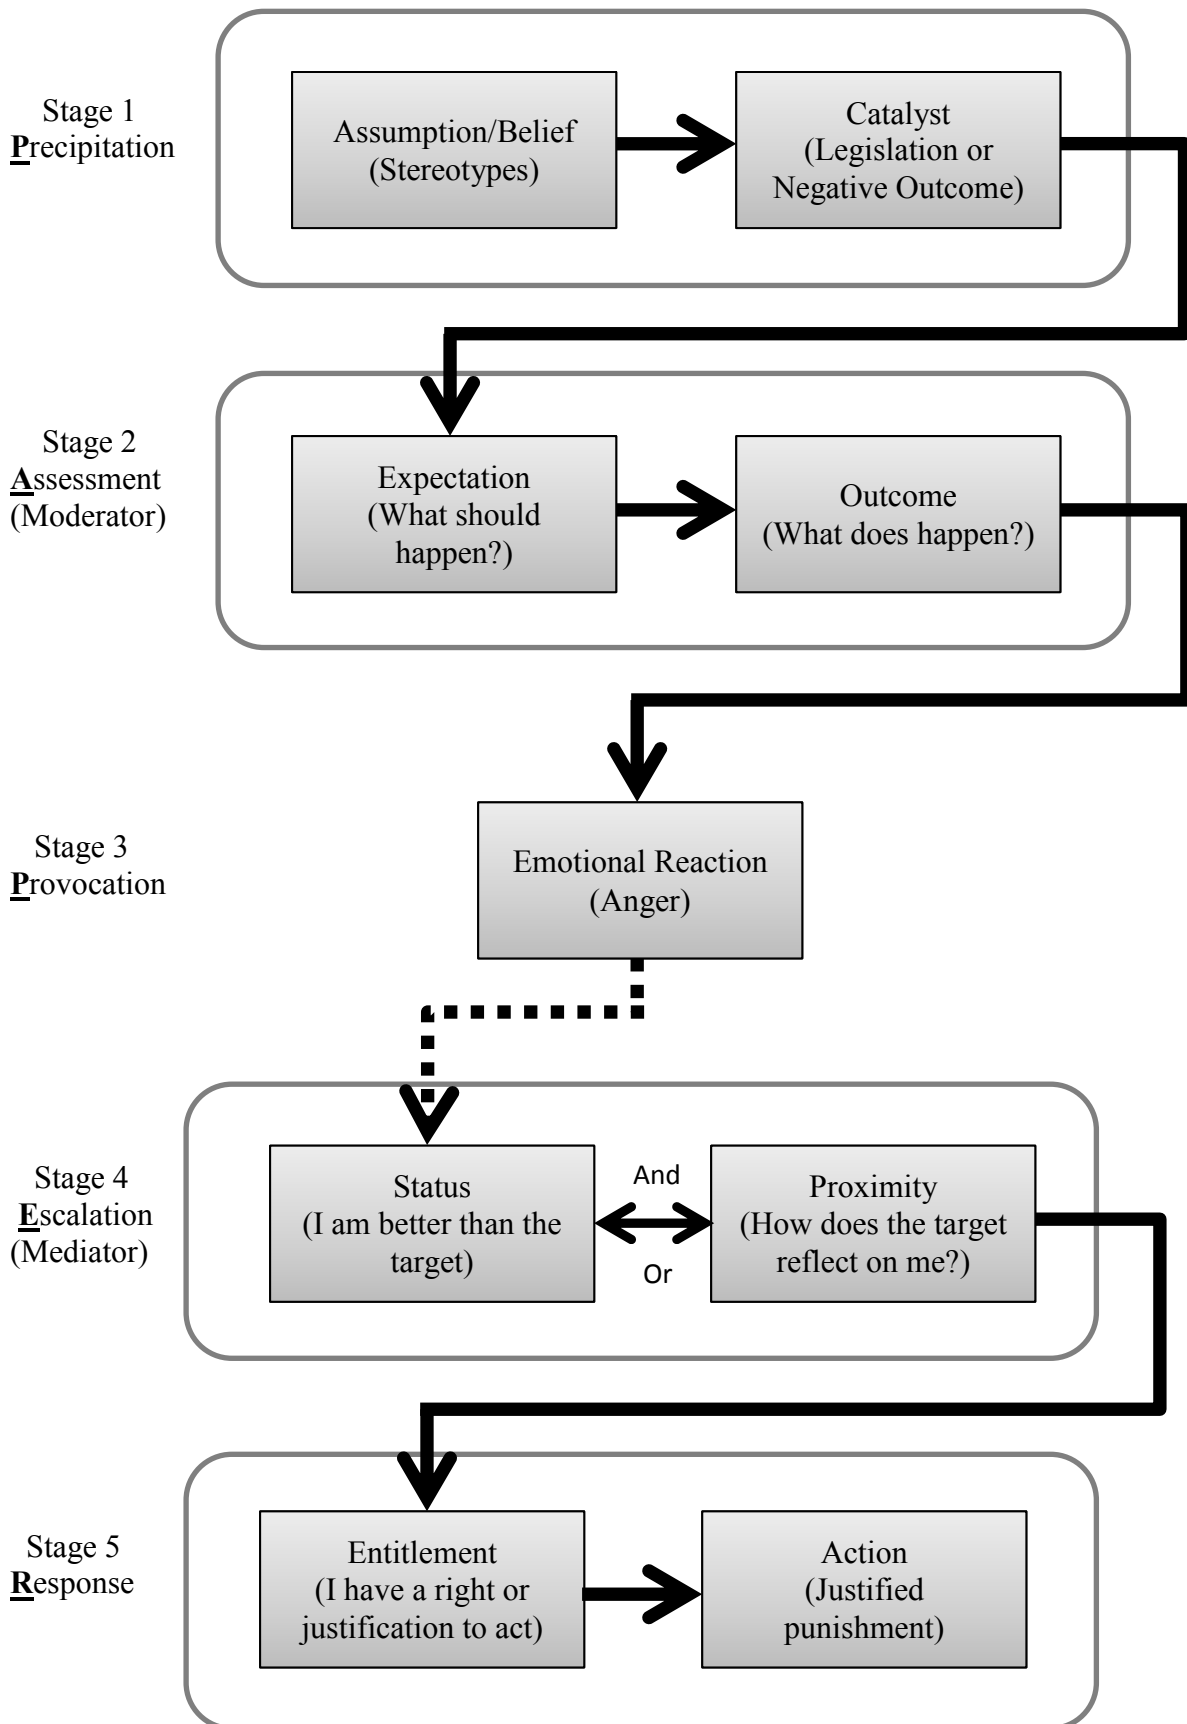 Stage 1
Precipitation
Assumption/Belief
(Stereotypes)
Catalyst
(Legislation or
Negative Outcome)
Stage 2
Assessment
(Moderator)
Expectation
(What should
happen?)
Outcome
(What does happen?)
Stage 3
Provocation
Emotional Reaction
(Anger)
Stage 4
Escalation
(Mediator)
Status
(I am better than the
target)
And
Or
Proximity
(How does the target
reflect on me?)
Stage 5
Response
Entitlement
(I have a right or
justification to act)
Action
(Justified
punishment)